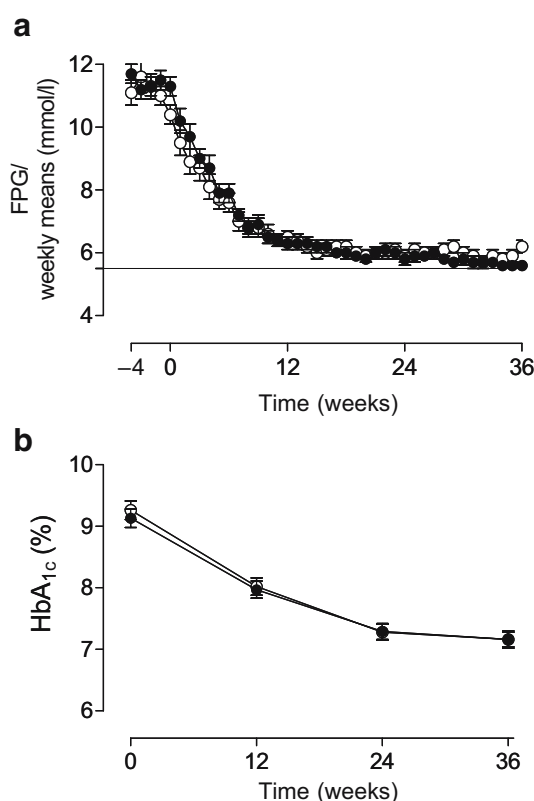 a
FPG/
weekly means (mmol/l)
12
10
8
6
4
–4 0 12 24 36
Time (weeks)
b
HbA1c (%)
10
9
8
7
6
0 12 24 36
Time (weeks)